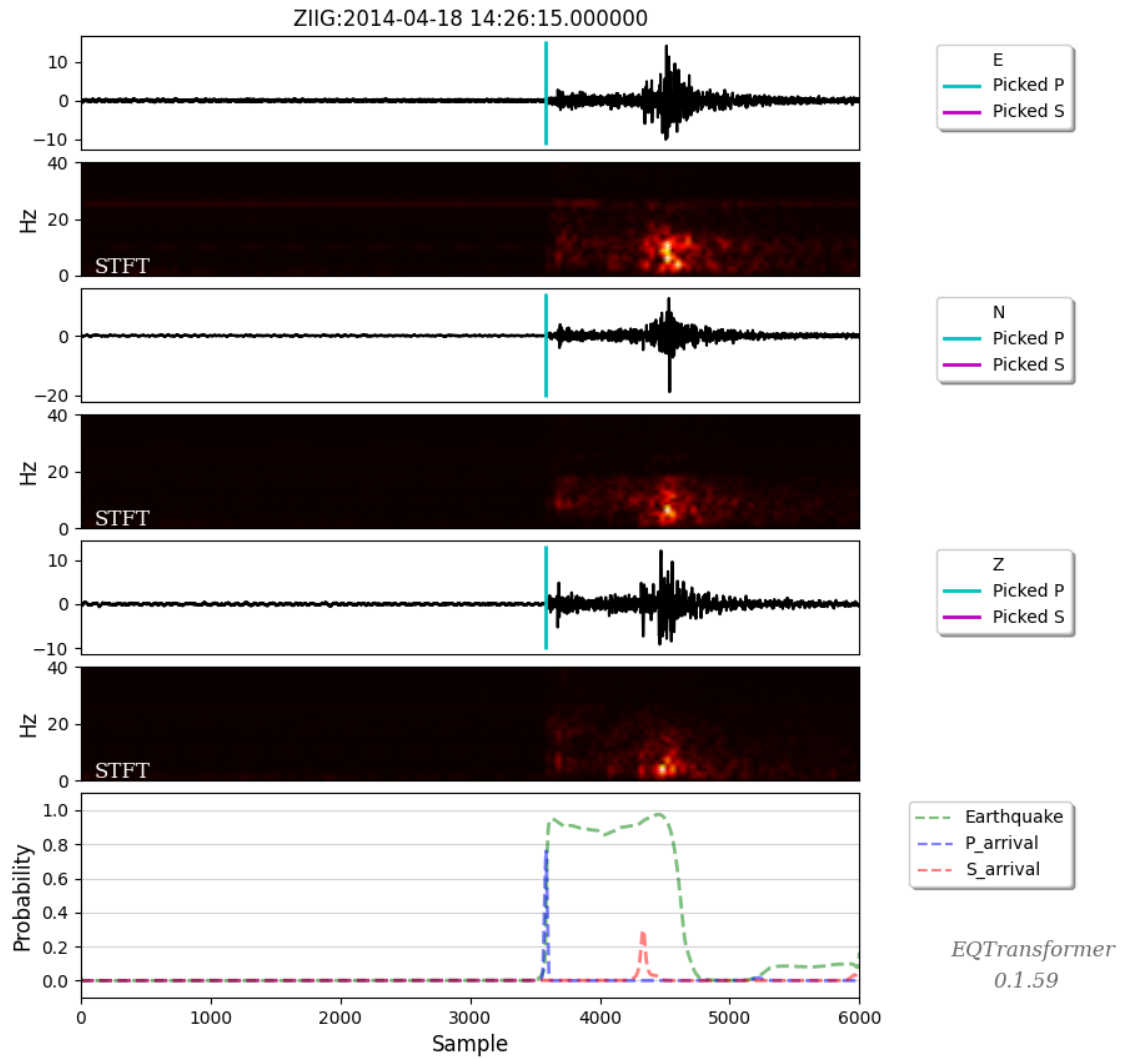 ZIIG:2014-04-18 14:26:15.000000
10
0
−10
E
Picked P
Picked S
40
20
0
Hz
STFT
0
−20
N
Picked P
Picked S
40
20
0
Hz
STFT
10
0
−10
Z
Picked P
Picked S
40
20
0
Hz
STFT
1.0
0.8
0.6
0.4
0.2
0.0
Probability
Earthquake
P_arrival
S_arrival
EQTransformer
0.1.59
0 1000 2000 3000 4000 5000 6000
Sample